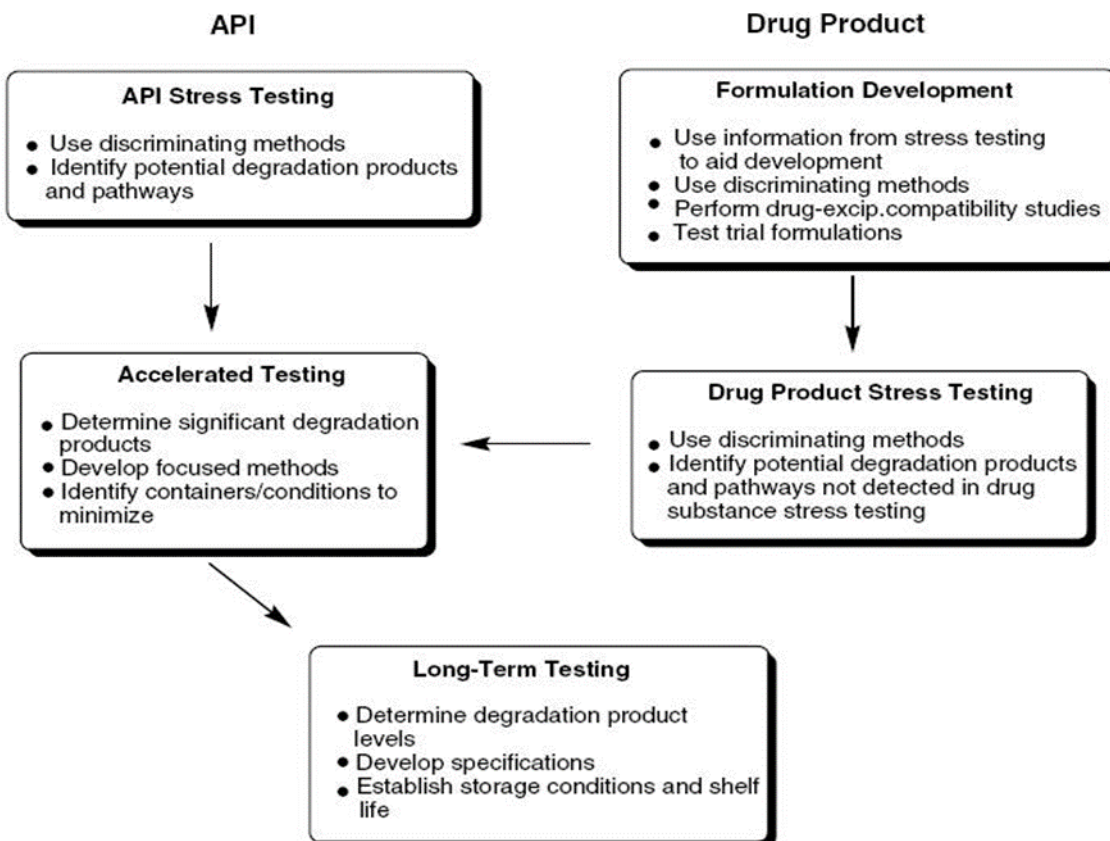 API
API Stress Testing
● Use discriminating methods
● Identify potential degradation products
and pathways
Accelerated Testing
● Determine significant degradation
products
● Develop focused methods
● Identify containers/conditions to
minimize
Drug Product
Formulation Development
● Use information from stress testing
to aid development
● Use discriminating methods
● Perform drug-excip.compatibility studies
● Test trial formulations
Drug Product Stress Testing
● Use discriminating methods
● Identify potential degradation products
and pathways not detected in drug
substance stress testing
Long-Term Testing
● Determine degradation product
levels
● Develop specifications
● Establish storage conditions and shelf
life